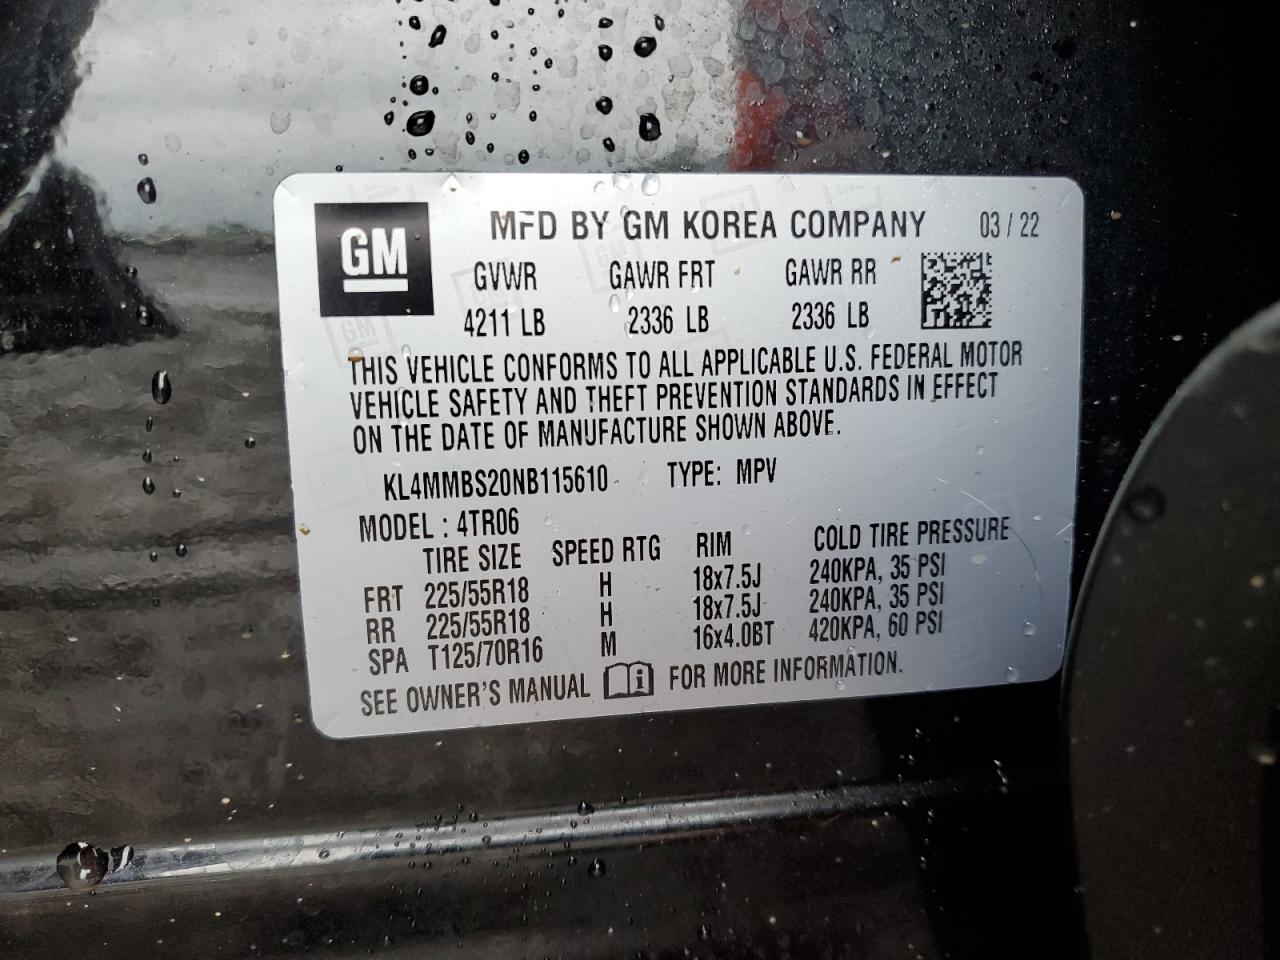 GM MFD BY GM KOREA COMPANY 03 / 22
GVWR GAWR FRT GAWR RR
4211 LB 2336 LB 2336 LB
THIS VEHICLE CONFORMS TO ALL APPLICABLE U.S. FEDERAL MOTOR
VEHICLE SAFETY AND THEFT PREVENTION STANDARDS IN EFFECT
ON THE DATE OF MANUFACTURE SHOWN ABOVE.
KL4MMBS20NB115610 TYPE: MPV
MODEL : 4TR06
TIRE SIZE SPEED RTG RIM COLD TIRE PRESSURE
FRT 225/55R18 H 18x7.5J 240KPA, 35 PSI
RR 225/55R18 H 18x7.5J 240KPA, 35 PSI
SPA T125/70R16 M 16x4.0BT 420KPA, 60 PSI
SEE OWNER'S MANUAL i FOR MORE INFORMATION.